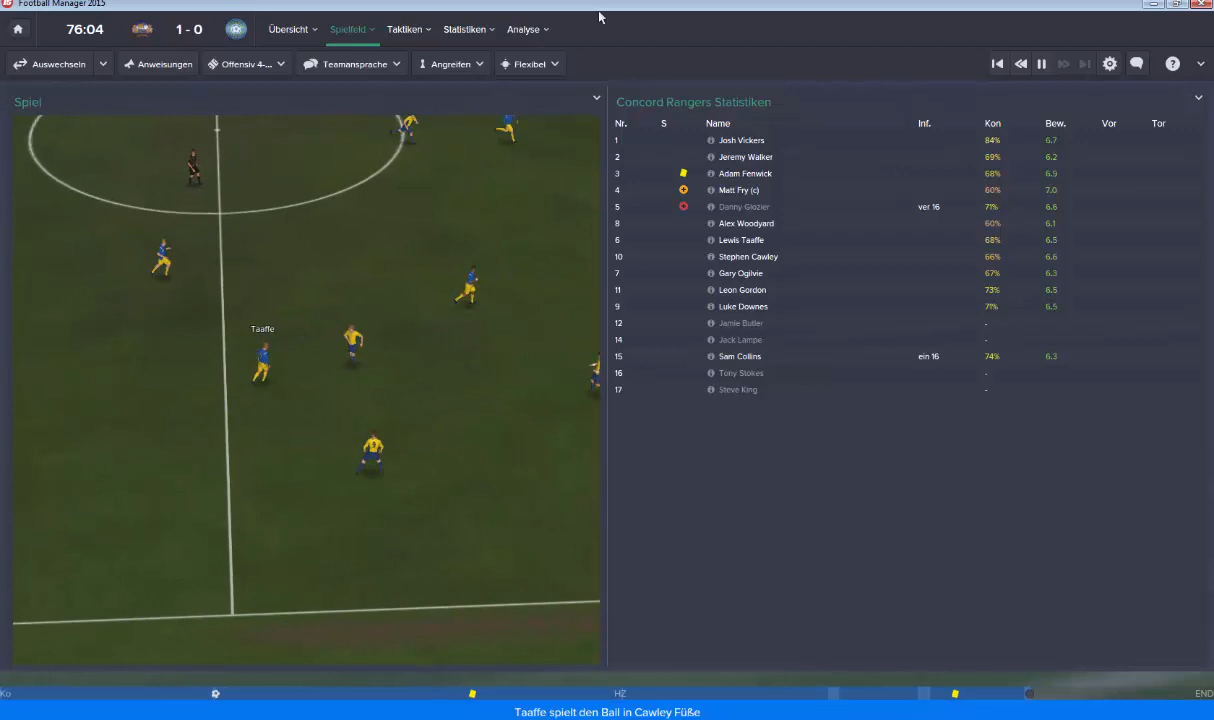 Football Manager 2015
76:04 1 - 0 Übersicht Spielfeld Taktiken Statistiken Analyse
Auswechseln Anweisungen Offensiv 4-... Teamansprache Angreifen Flexibel ?
Spiel
Taaffe
Concord Rangers Statistiken
Nr. S Name Inf. Kon Bew. Vor Tor
1 Josh Vickers 84% 6.7
2 Jeremy Walker 69% 6.2
3 Adam Fenwick 68% 6.9
4 Matt Fry (c) 60% 7.0
5 Danny Glozier ver 16 71% 6.6
8 Alex Woodyard 60% 6.1
6 Lewis Taaffe 68% 6.5
10 Stephen Cawley 66% 6.6
7 Gary Ogilvie 67% 6.3
11 Leon Gordon 73% 6.5
9 Luke Downes 71% 6.5
12 Jamie Butler -
14 Jack Lampe -
15 Sam Collins ein 16 74% 6.3
16 Tony Stokes -
17 Steve King -
Ko HZ END
Taaffe spielt den Ball in Cawley Füße